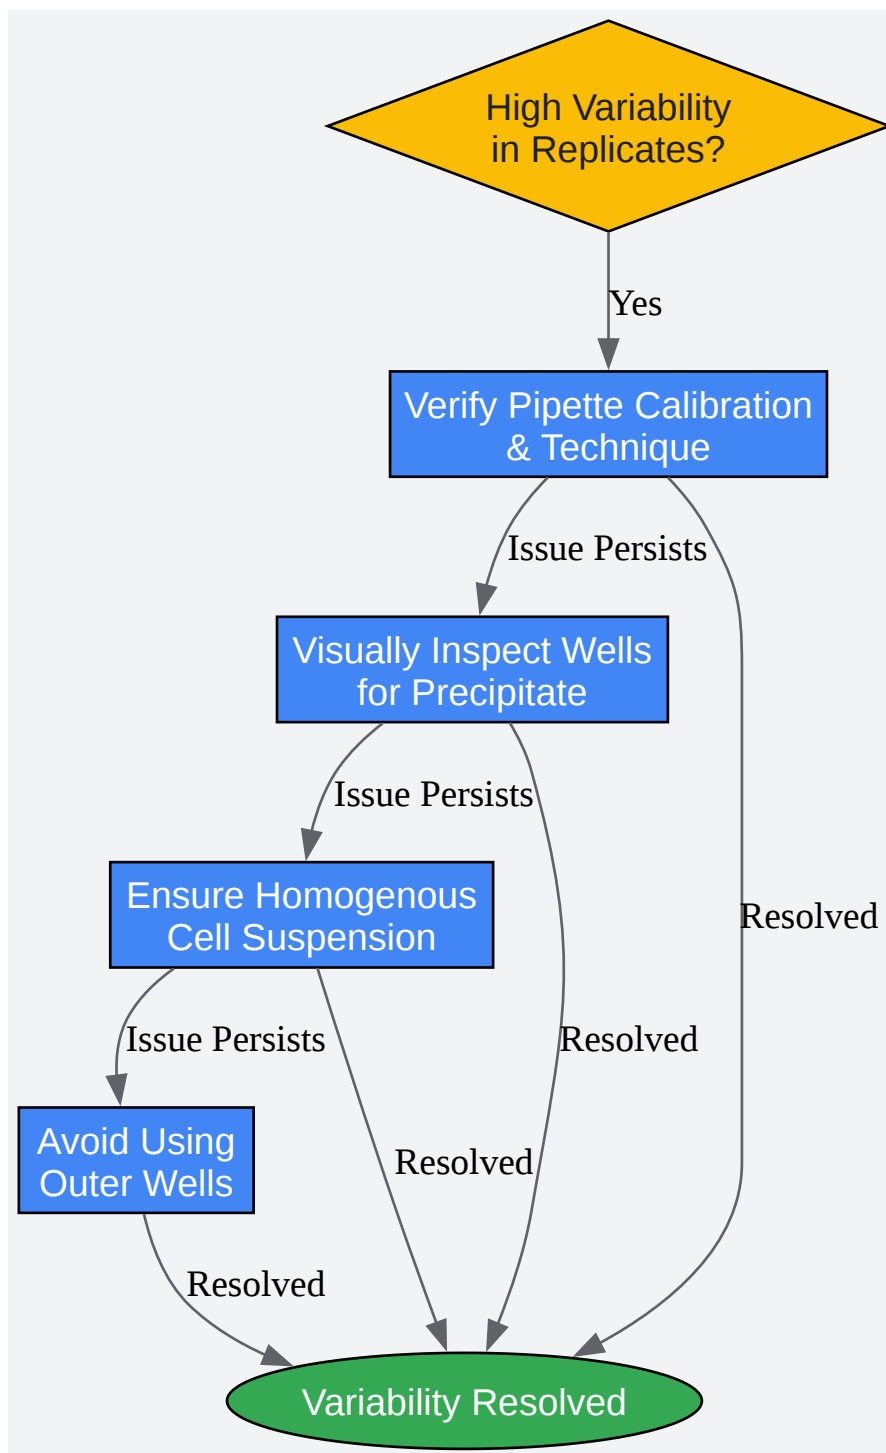 High Variability
in Replicates?
Yes
Verify Pipette Calibration
& Technique
Issue Persists
Visually Inspect Wells
for Precipitate
Issue Persists
Ensure Homogenous
Cell Suspension
Resolved
Issue Persists
Resolved
Avoid Using
Outer Wells
Resolved
Resolved
Variability Resolved